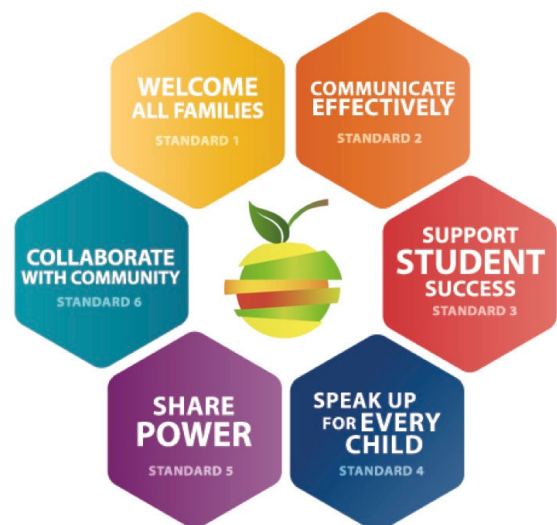 WELCOME
ALL FAMILIES
STANDARD 1
COMMUNICATE
EFFECTIVELY
STANDARD 2
SUPPORT
STUDENT
SUCCESS
STANDARD 3
SPEAK UP
FOR EVERY
CHILD
STANDARD 4
SHARE
POWER
STANDARD 5
COLLABORATE
WITH COMMUNITY
STANDARD 6